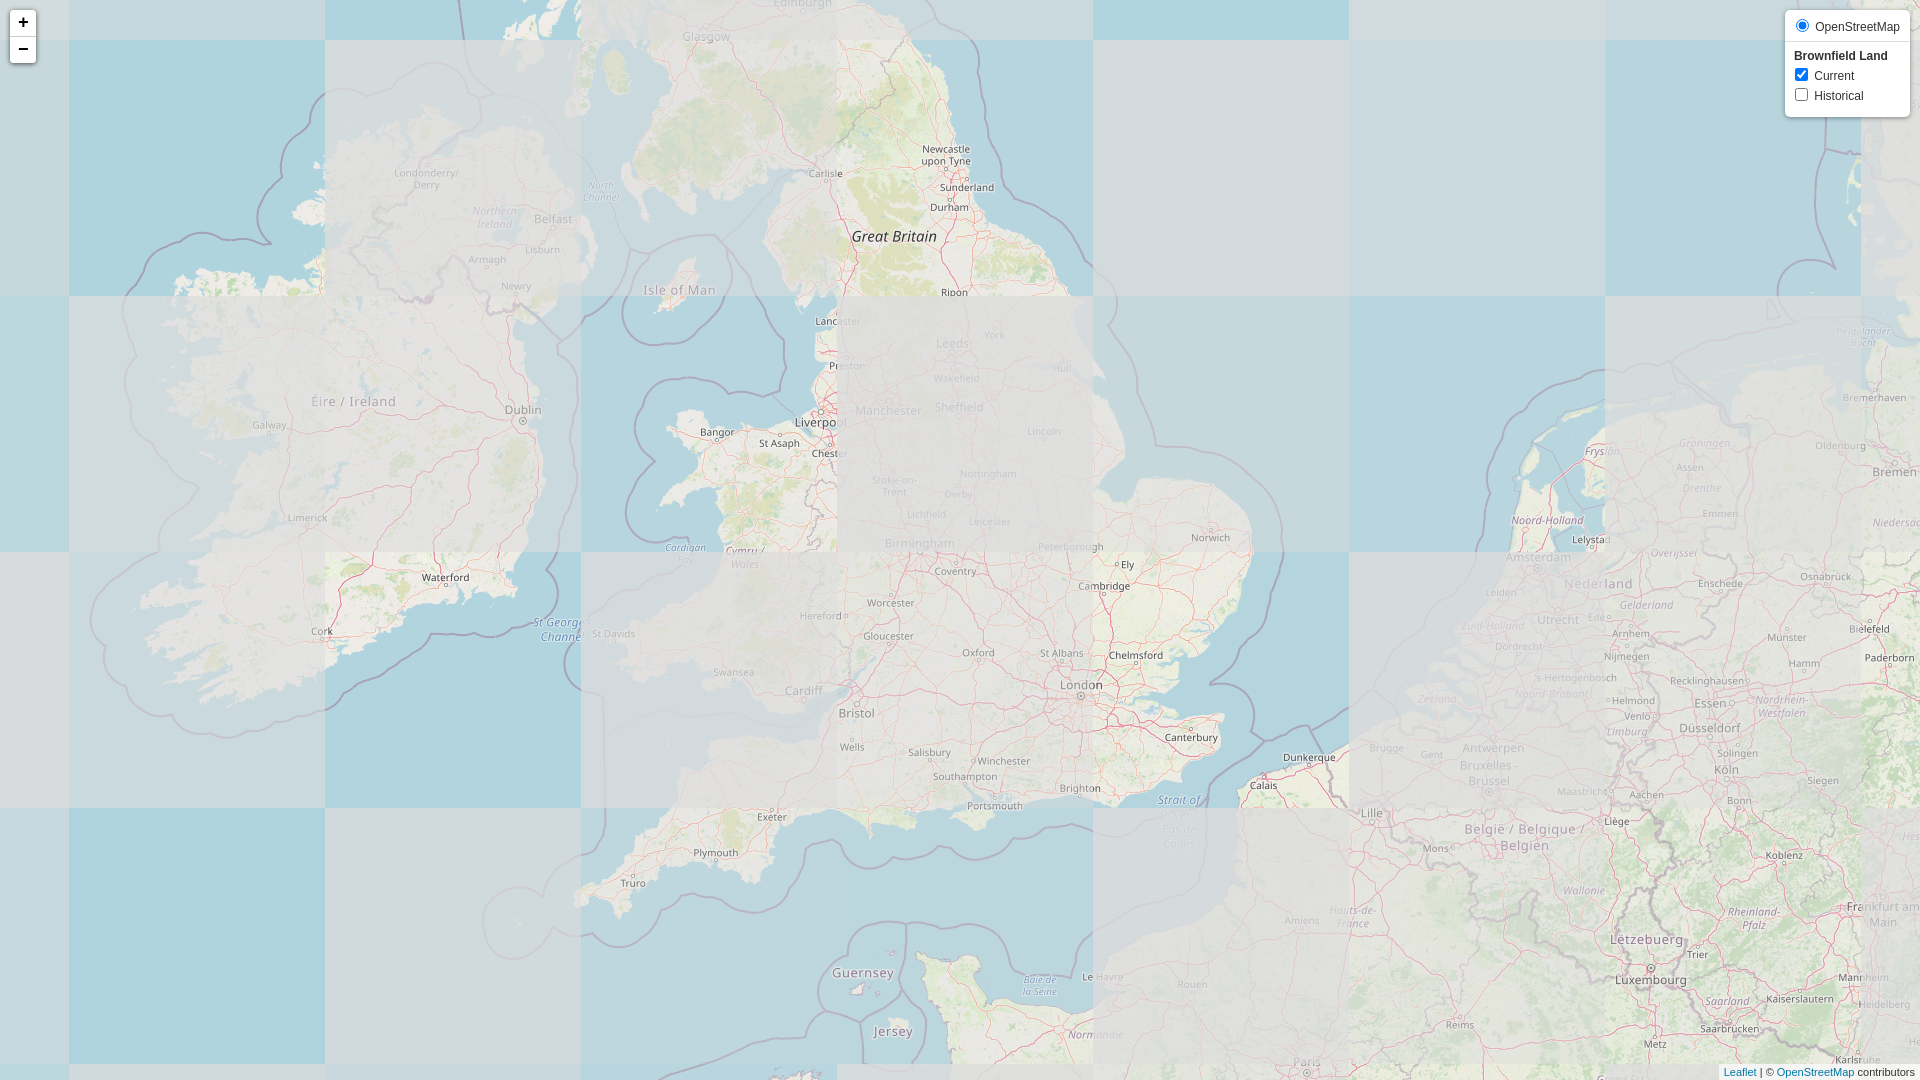 +
−
OpenStreetMap
Brownfield Land
Current
Historical
Edinburgh
Glasgow
Newcastle
upon Tyne
Londonderry/
Derry
Carlisle
Sunderland
North
Channel
Durham
Northern
Ireland
Belfast
Great Britain
Lisburn
Armagh
Newry
Isle of Man
Ripon
Lancaster
York
Helgoländer
Bucht
Leeds
Preston
Hull
Wakefield
Éire / Ireland
Bremerhaven
Dublin
Manchester
Sheffield
Galway
Liverpool
Bangor
Lincoln
St Asaph
Groningen
Oldenburg
Chester
Fryslân
Nottingham
Assen
Bremen
Stoke-on-
Trent
Derby
Drenthe
Lichfield
Leicester
Limerick
Noord-Holland
Emmen
Niedersac
Norwich
Birmingham
Peterborough
Lelystad
Cardigan
Bay
Cymru /
Wales
Amsterdam
Overijssel
Ely
Coventry
Waterford
Nederland
Enschede
Osnabrück
Cambridge
Leiden
Worcester
Gelderland
Hereford
St George
Channe
Zuid-Holland
Utrecht
Ede
Cork
St Davids
Gloucester
Arnhem
Bielefeld
Münster
Dordrecht
Oxford
St Albans
Chelmsford
Nijmegen
Paderborn
Hamm
Swansea
's-Hertogenbosch
Recklinghausen
London
Cardiff
Noord-Brabant
Zeeland
Helmond
Essen
Nordrhein-
Westfalen
Bristol
Venlo
Düsseldorf
Limburg
Canterbury
Wells
Salisbury
Brugge
Antwerpen
Gent
Solingen
Dunkerque
Winchester
Bruxelles -
Brussel
Köln
Southampton
Siegen
Brighton
Calais
Maastricht
Aachen
Strait of
Dover /
Pas de
Calais
Portsmouth
Bonn
Exeter
Lille
Liège
België / Belgique /
Belgien
Mons
Plymouth
Koblenz
Truro
Wallonie
Hauts-de-
France
Amiens
Rheinland-
Pfalz
Frankfurt am
Main
Lëtzebuerg
Trier
Guernsey
Le Havre
Baie de
la Seine
Rouen
Luxembourg
Mannheim
Saarland
Kaiserslautern
Heidelberg
Jersey
Normandie
Reims
Saarbrücken
Metz
Paris
Karlsruhe
Leaflet | © OpenStreetMap contributors